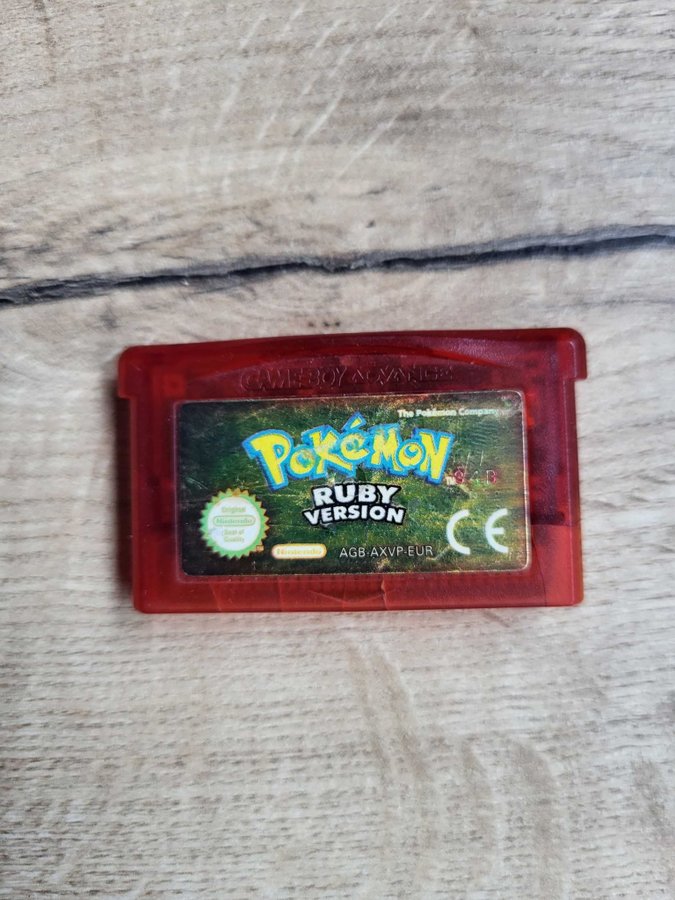 GAME BOY ADVANCE
The Pokémon Company
POKéMON
TM
RUBY
VERSION
Original
Nintendo
Seal of
Quality
Nintendo
AGB-AXVP-EUR
CE